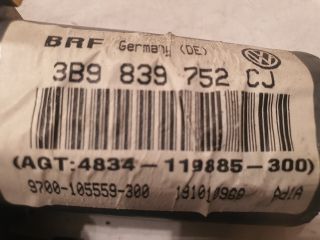 BRF Germany (DE)
3B9 839 752 CJ
(AGT:4834-119885-300)
9700-105559-300